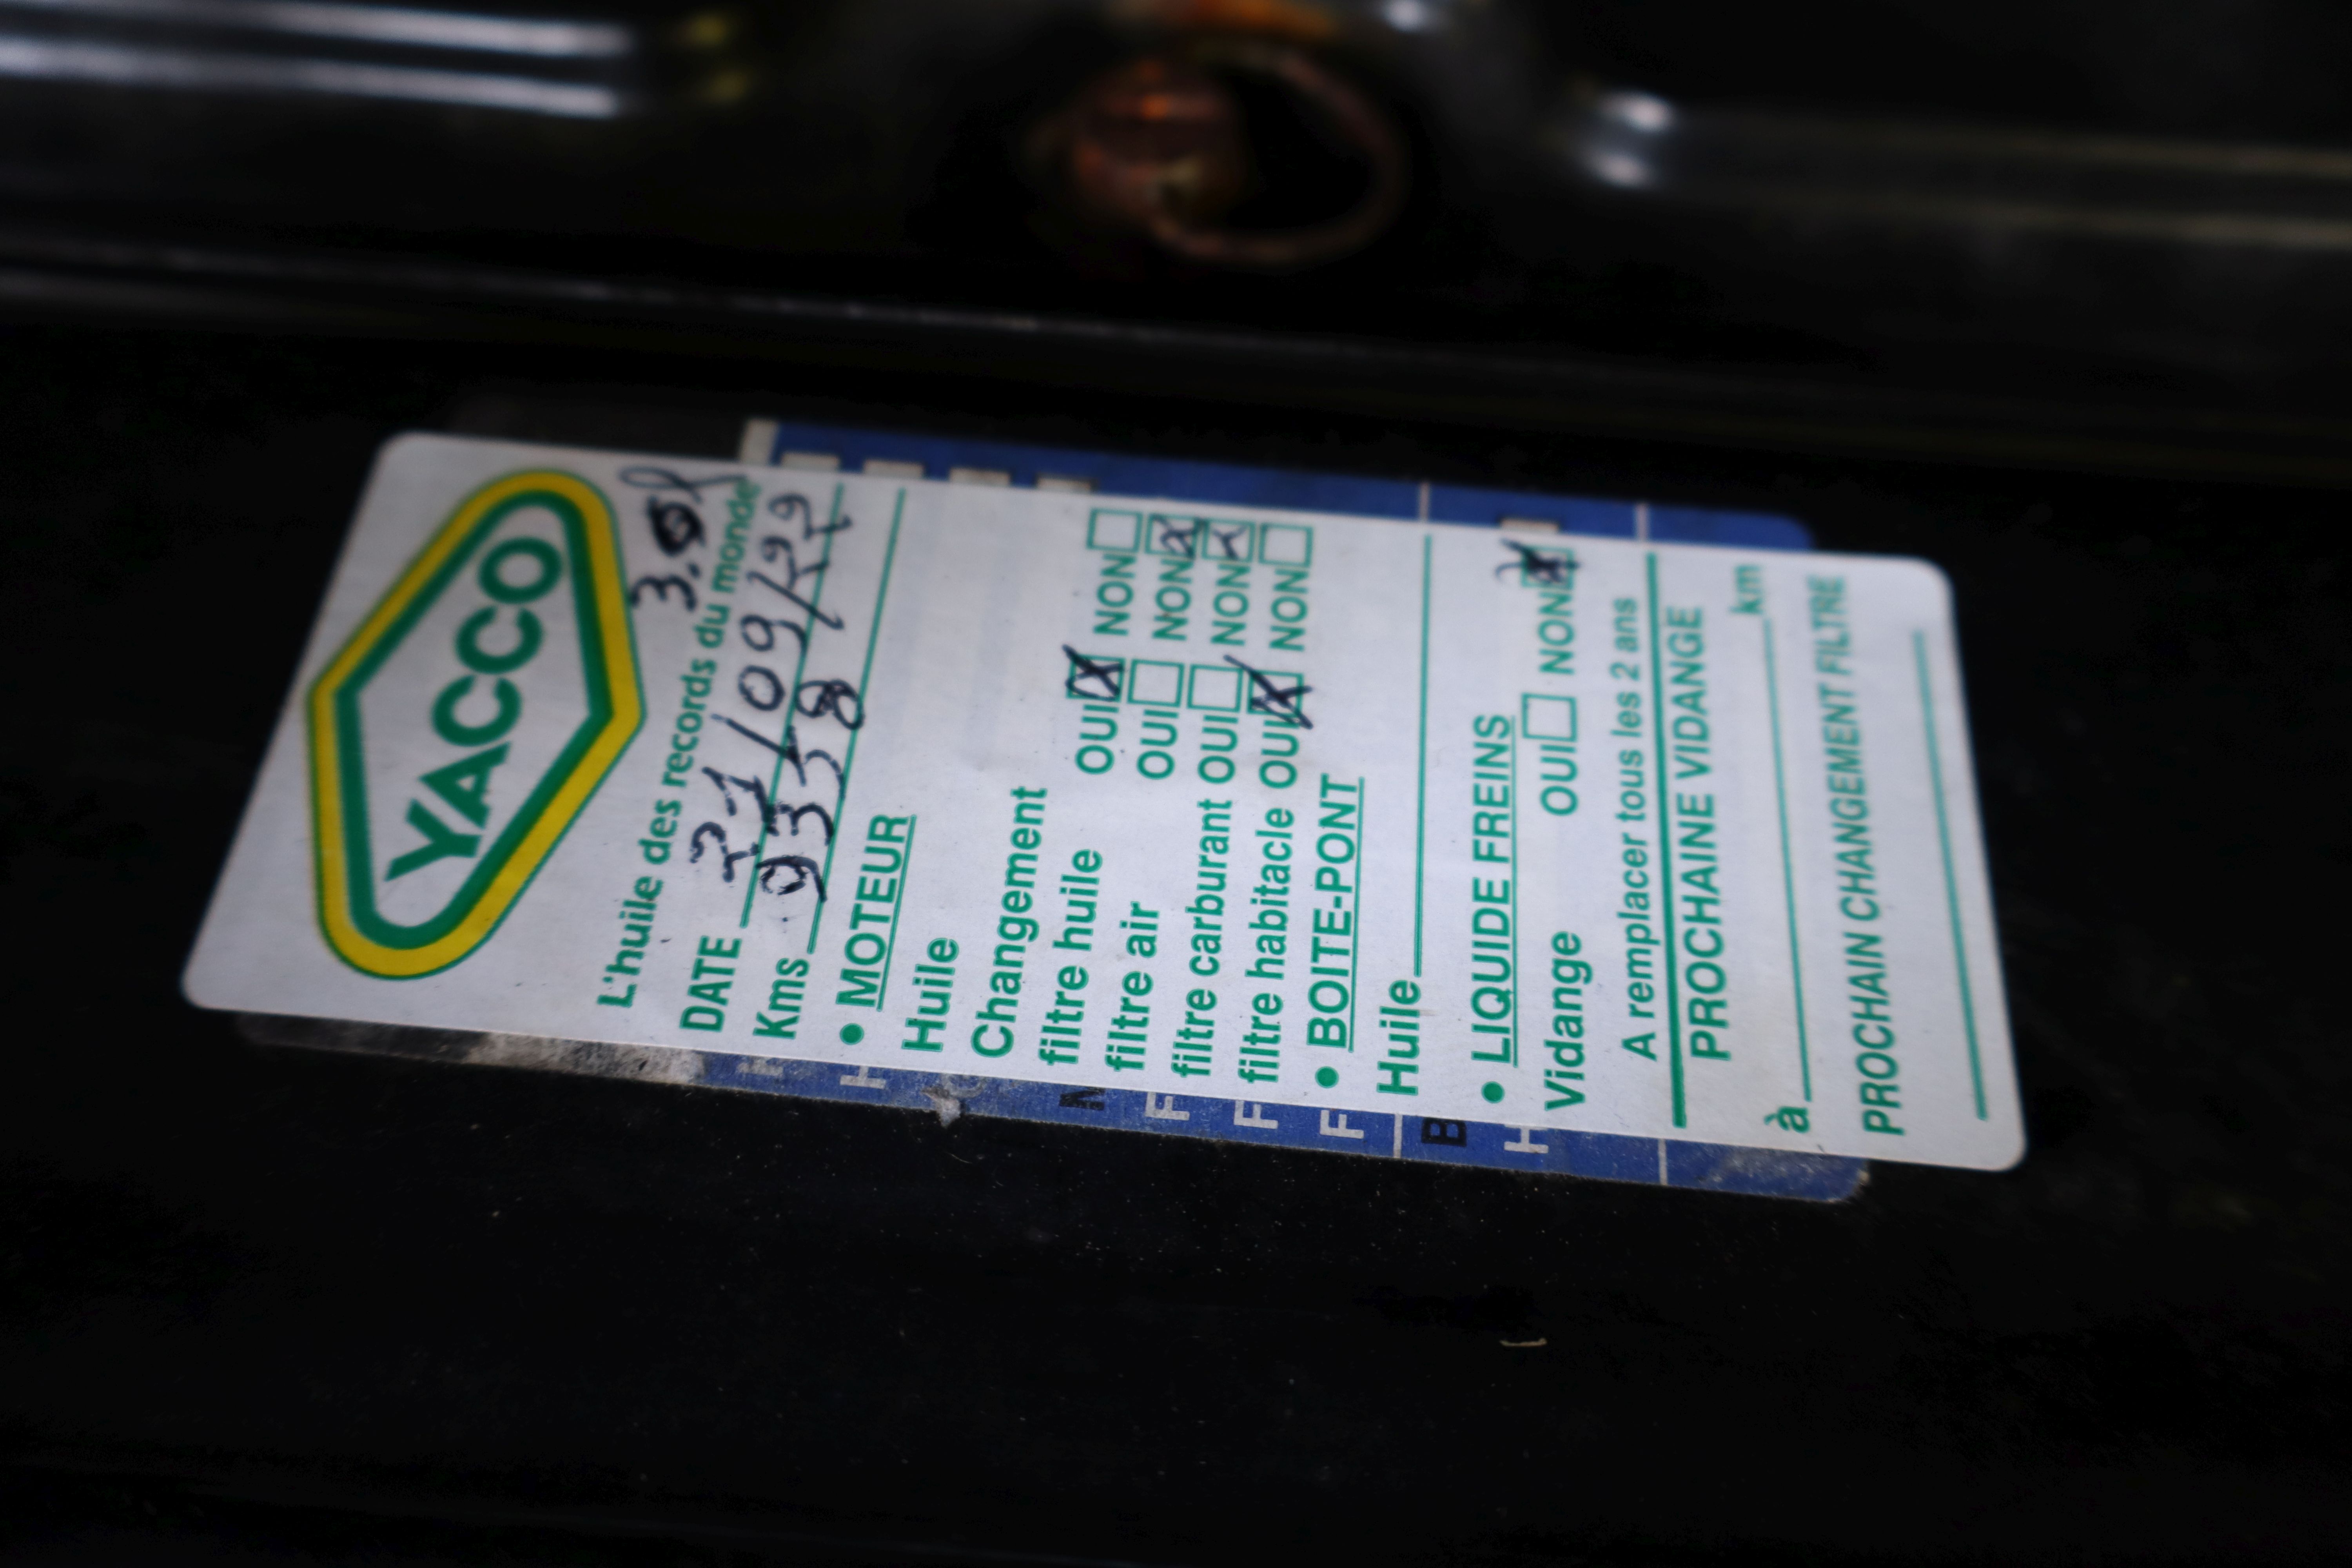 YACCO
L'huile des records du monde
DATE 21/09/22
Kms 9358
• MOTEUR
Huile
Changement
filtre huile OUI ☒ NON ☐
filtre air OUI ☐ NON ☒
filtre carburant OUI ☐ NON ☒
filtre habitacle OUI ☒ NON ☐
• BOITE-PONT
Huile
• LIQUIDE FREINS
Vidange OUI ☐ NON ☒
A remplacer tous les 2 ans
PROCHAINE VIDANGE
à km
PROCHAIN CHANGEMENT FILTRE